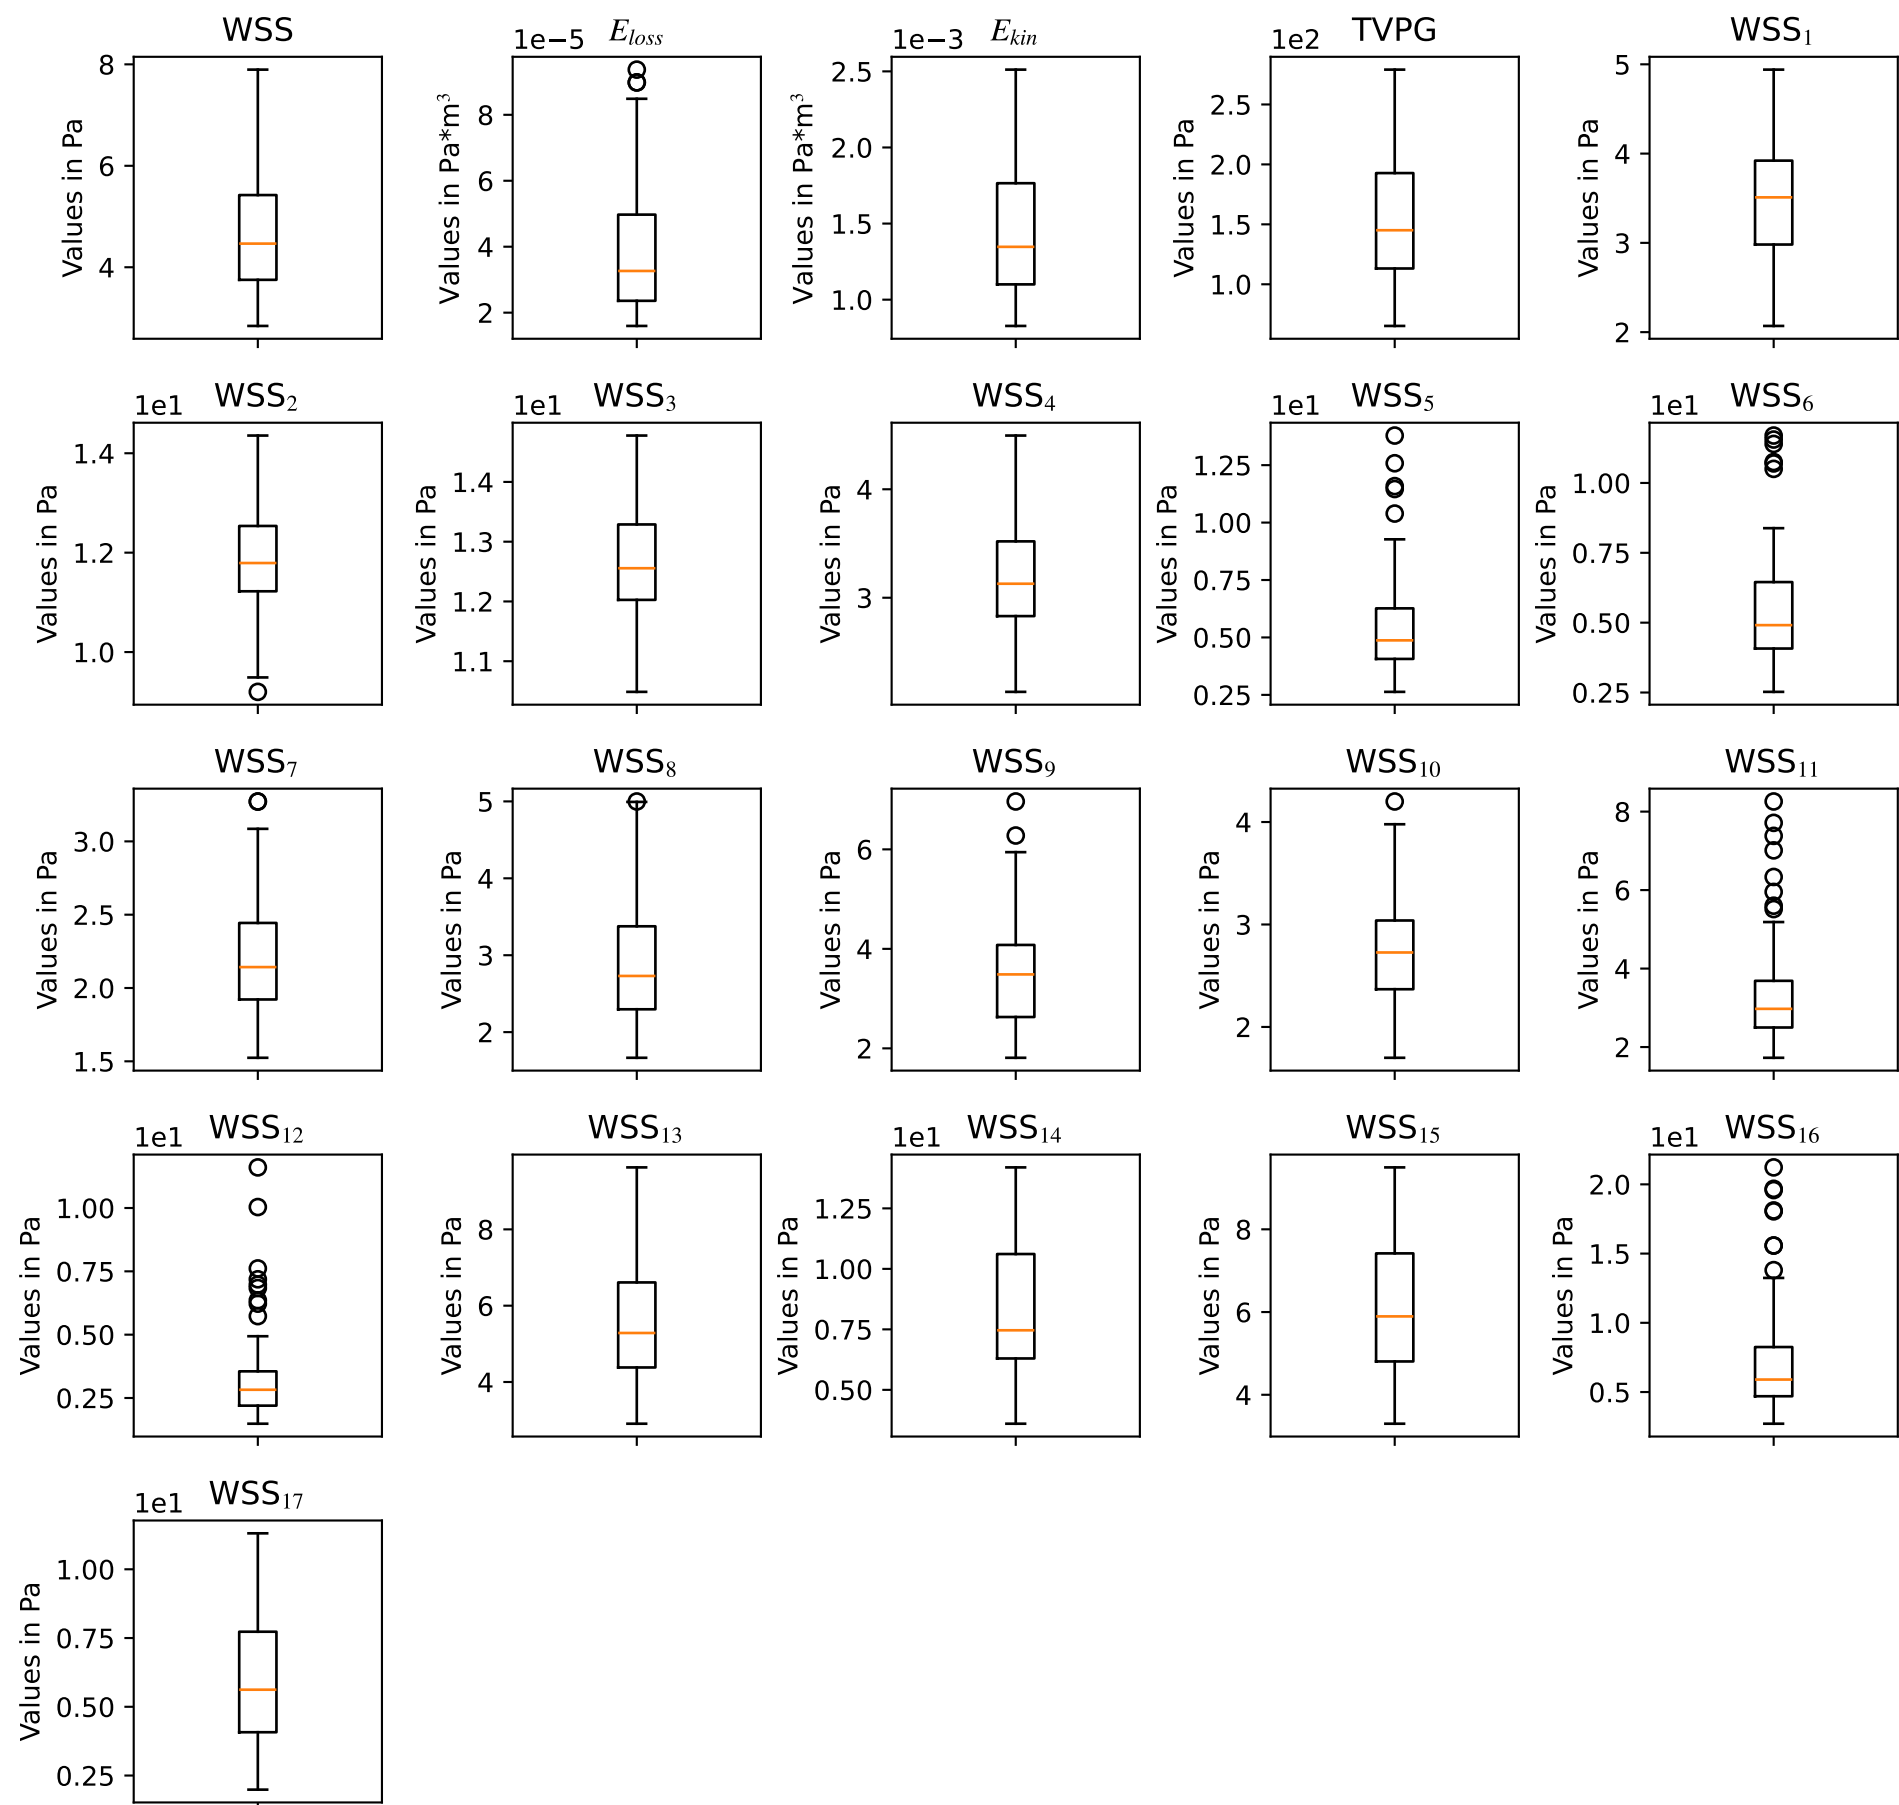 WSS
8
6
4
Values in Pa
1e−5 E_loss
8
6
4
2
Values in Pa*m³
1e−3 E_kin
2.5
2.0
1.5
1.0
Values in Pa*m³
TVPG
1e2
2.5
2.0
1.5
1.0
Values in Pa
WSS₁
5
4
3
2
Values in Pa
1e1 WSS₂
1.4
1.2
1.0
Values in Pa
1e1 WSS₃
1.4
1.3
1.2
1.1
Values in Pa
WSS₄
4
3
Values in Pa
1e1 WSS₅
1.25
1.00
0.75
0.50
0.25
Values in Pa
1e1 WSS₆
1.00
0.75
0.50
0.25
Values in Pa
WSS₇
3.0
2.5
2.0
1.5
Values in Pa
WSS₈
5
4
3
2
Values in Pa
WSS₉
6
4
2
Values in Pa
WSS₁₀
4
3
2
Values in Pa
WSS₁₁
8
6
4
2
Values in Pa
1e1 WSS₁₂
1.00
0.75
0.50
0.25
Values in Pa
WSS₁₃
8
6
4
Values in Pa
1e1 WSS₁₄
1.25
1.00
0.75
0.50
Values in Pa
WSS₁₅
8
6
4
Values in Pa
1e1 WSS₁₆
2.0
1.5
1.0
0.5
Values in Pa
1e1 WSS₁₇
1.00
0.75
0.50
0.25
Values in Pa